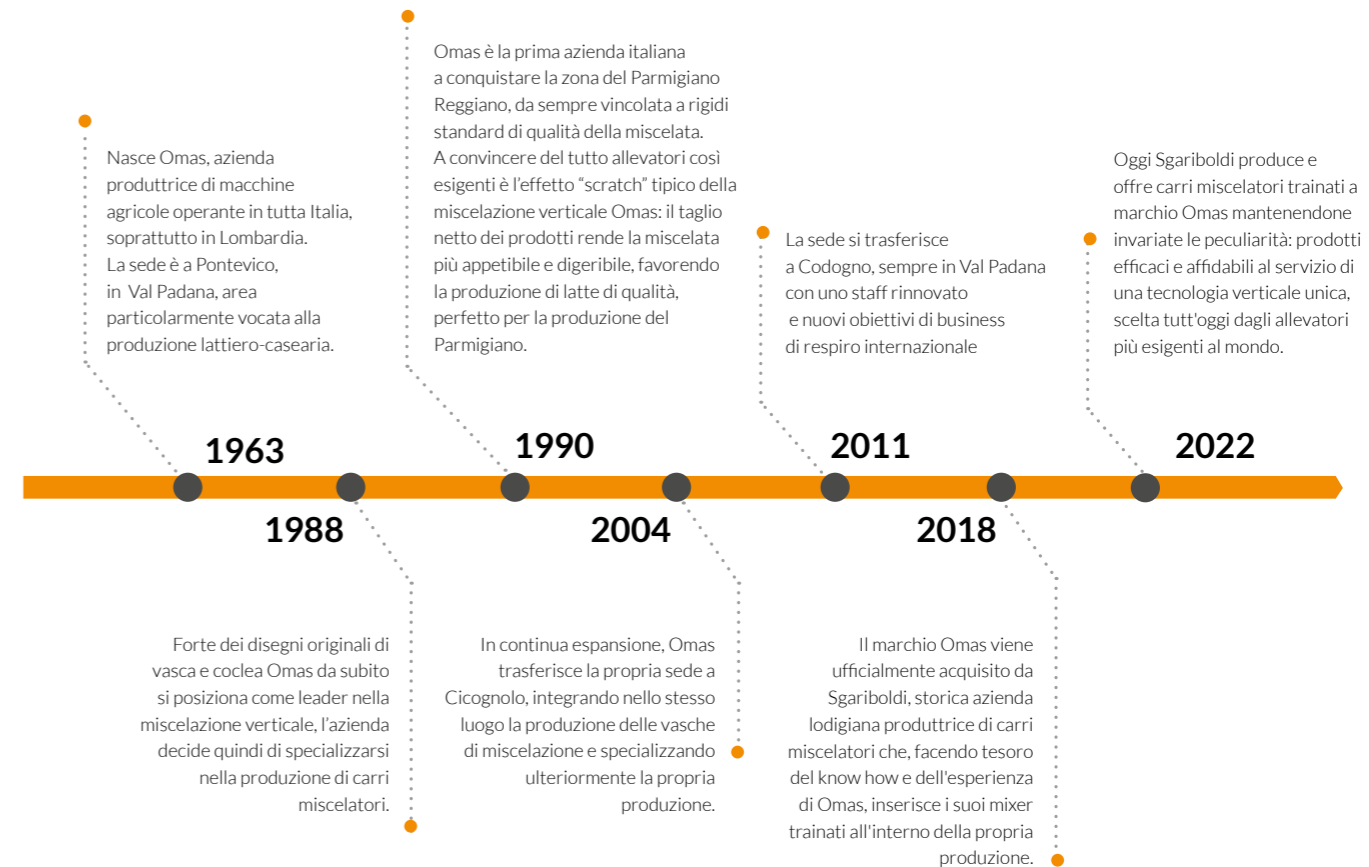 Nasce Omas, azienda
produttrice di macchine
agricole operante in tutta Italia,
soprattutto in Lombardia.
La sede è a Pontevico,
in Val Padana, area
particolarmente vocata alla
produzione lattiero-casearia.
1963
1988
Forte dei disegni originali di
vasca e coclea Omas da subito
si posiziona come leader nella
miscelazione verticale, l’azienda
decide quindi di specializzarsi
nella produzione di carri
miscelatori.
Omas è la prima azienda italiana
a conquistare la zona del Parmigiano
Reggiano, da sempre vincolata a rigidi
standard di qualità della miscelata.
A convincere del tutto allevatori così
esigenti è l’effetto “scratch” tipico della
miscelazione verticale Omas: il taglio
netto dei prodotti rende la miscelata
più appetibile e digeribile, favorendo
la produzione di latte di qualità,
perfetto per la produzione del
Parmigiano.
1990
2004
In continua espansione, Omas
trasferisce la propria sede a
Cicognolo, integrando nello stesso
luogo la produzione delle vasche
di miscelazione e specializzando
ulteriormente la propria
produzione.
La sede si trasferisce
a Codogno, sempre in Val Padana
con uno staff rinnovato
e nuovi obiettivi di business
di respiro internazionale
2011
2018
Il marchio Omas viene
ufficialmente acquisito da
Sgariboldi, storica azienda
lodigiana produttrice di carri
miscelatori che, facendo tesoro
del know how e dell'esperienza
di Omas, inserisce i suoi mixer
trainati all'interno della propria
produzione.
Oggi Sgariboldi produce e
offre carri miscelatori trainati a
marchio Omas mantenendone
invariate le peculiarità: prodotti
efficaci e affidabili al servizio di
una tecnologia verticale unica,
scelta tutt'oggi dagli allevatori
più esigenti al mondo.
2022